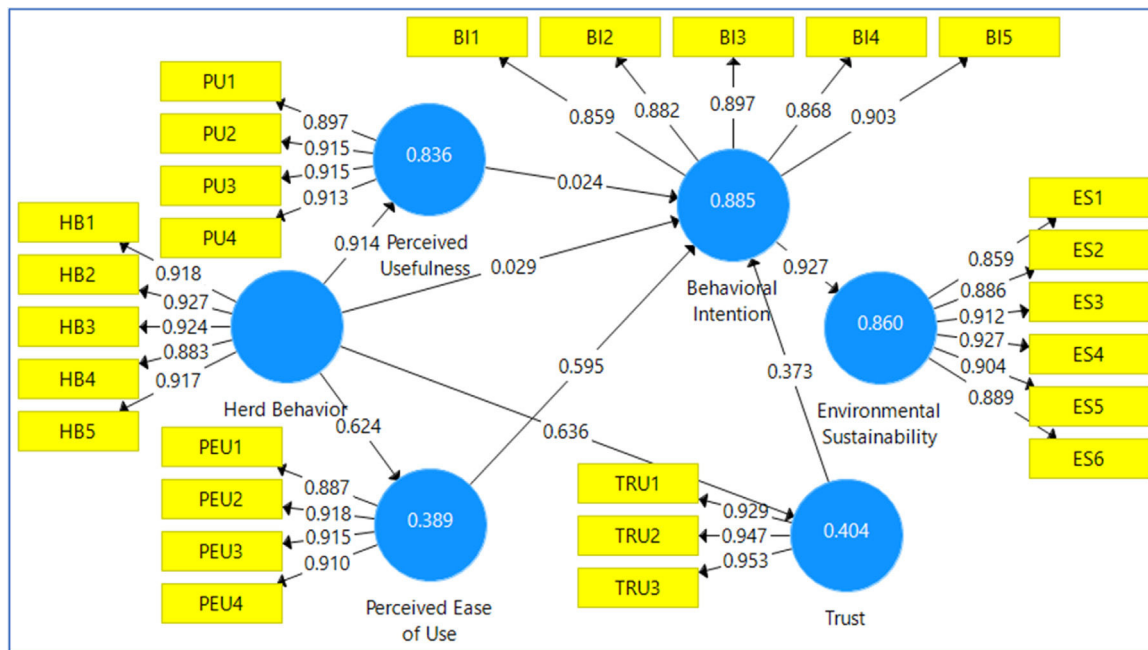 BI1
BI2
BI3
BI4
BI5
0.859
0.882
0.897
0.868
0.903
PU1
PU2
PU3
PU4
0.897
0.915
0.915
0.913
0.836
Perceived
Usefulness
0.024
0.885
Behavioral
Intention
HB1
HB2
HB3
HB4
HB5
0.918
0.927
0.924
0.883
0.917
Herd Behavior
0.914
0.029
0.624
0.636
0.595
0.927
0.373
0.860
Environmental
Sustainability
0.859
0.886
0.912
0.927
0.904
0.889
ES1
ES2
ES3
ES4
ES5
ES6
PEU1
PEU2
PEU3
PEU4
0.887
0.918
0.915
0.910
0.389
Perceived Ease
of Use
TRU1
TRU2
TRU3
0.929
0.947
0.953
0.404
Trust